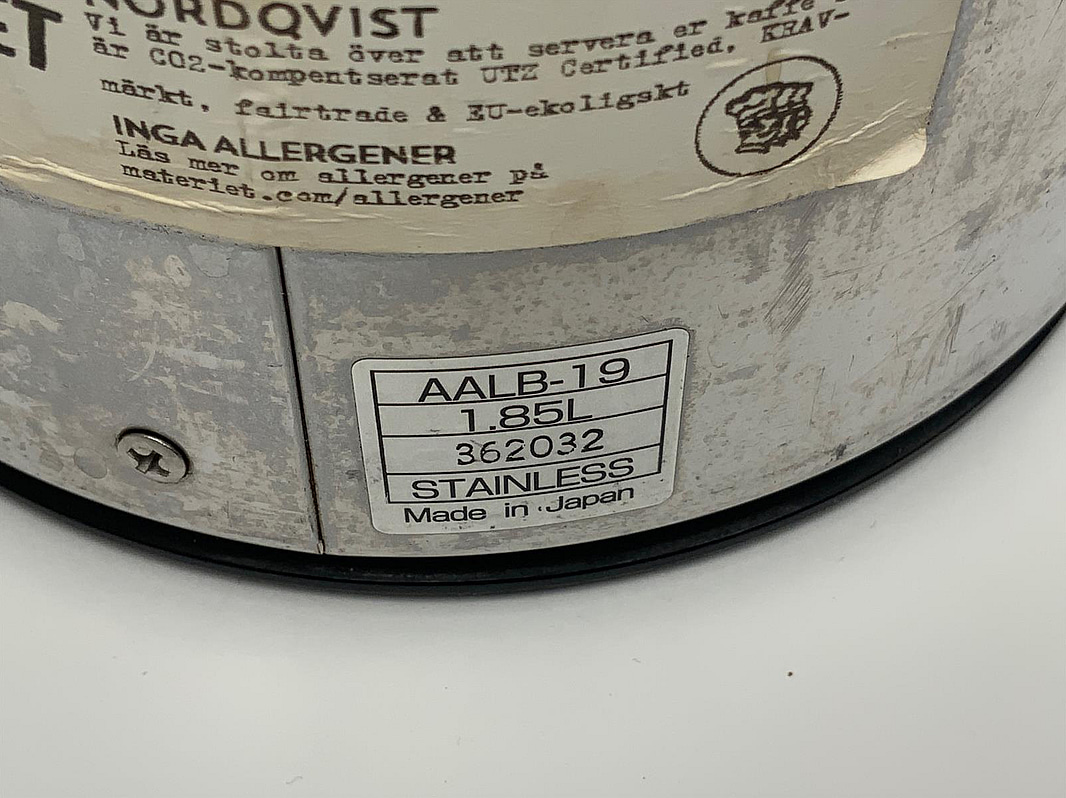 NORDQVIST
ET
Vi är stolta över att servera er kaffe
är CO2-kompentserat UTZ Certified, KRAV-
märkt, fairtrade & EU-ekoligskt
INGA ALLERGENER
Läs mer om allergener på
materiet.com/allergener
AALB-19
1.85L
362032
STAINLESS
Made in Japan